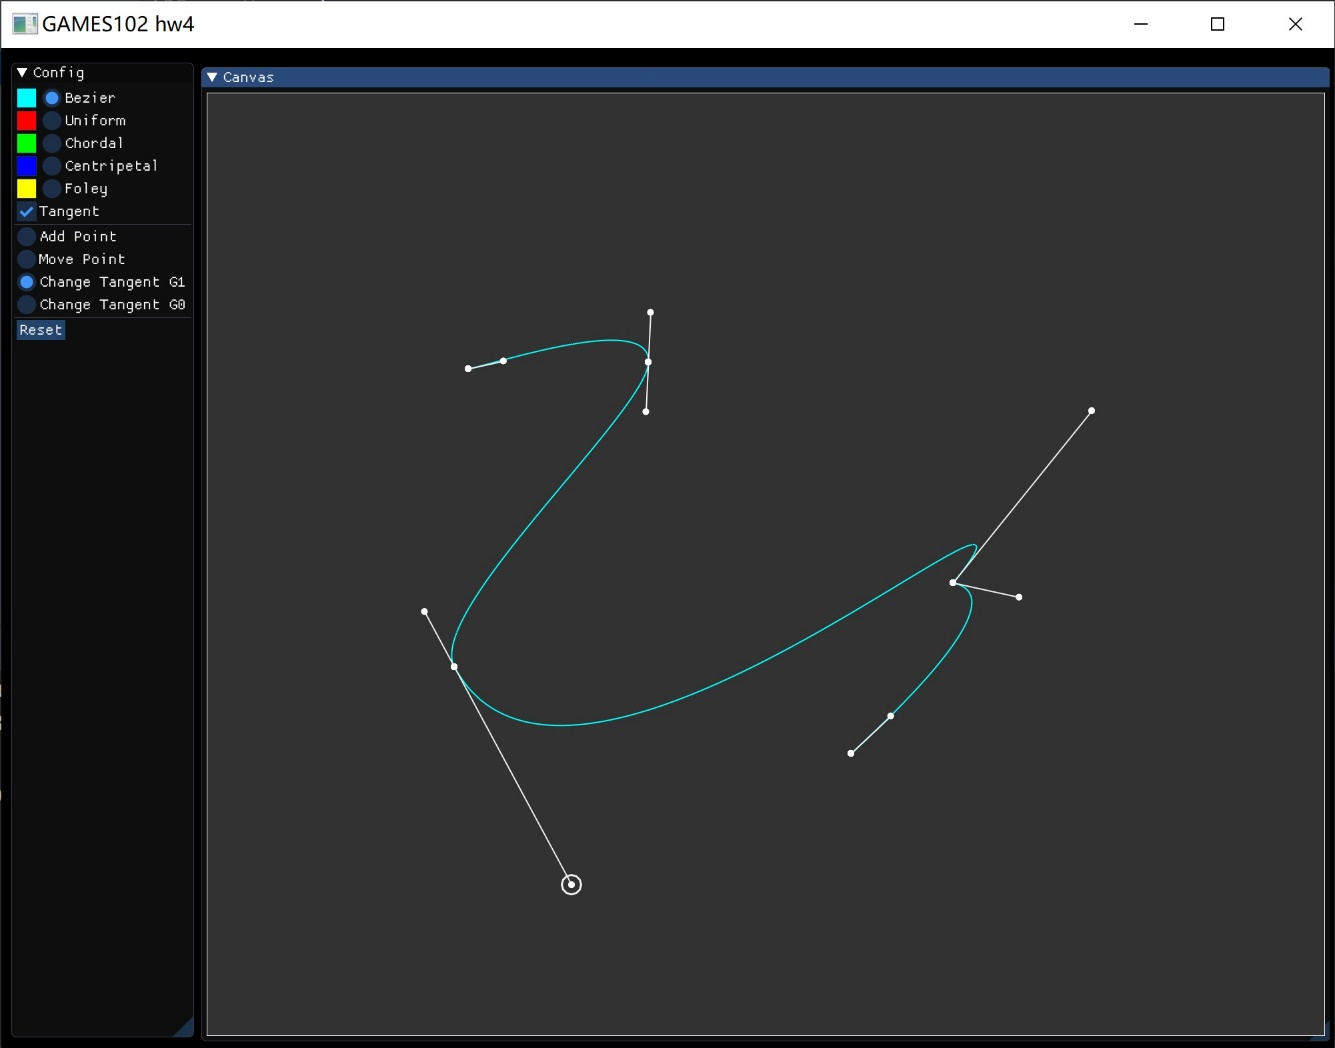 GAMES102 hw4
Config
Bezier
Uniform
Chordal
Centripetal
Foley
Tangent
Add Point
Move Point
Change Tangent G1
Change Tangent G0
Reset
Canvas